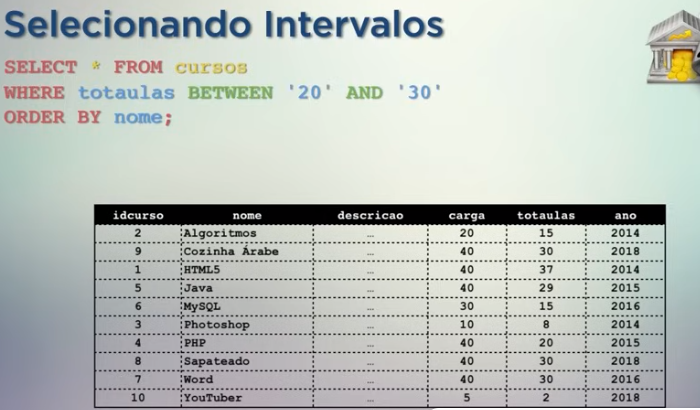 Selecionando Intervalos
SELECT * FROM cursos
WHERE totaulas BETWEEN '20' AND '30'
ORDER BY nome;
idcurso nome descricao carga totaulas ano
2 Algoritmos ... 20 15 2014
9 Cozinha Árabe ... 40 30 2018
1 HTML5 ... 40 37 2014
5 Java ... 40 29 2015
6 MySQL ... 30 15 2016
3 Photoshop ... 10 8 2014
4 PHP ... 40 20 2015
8 Sapateado ... 40 30 2018
7 Word ... 40 30 2016
10 YouTuber ... 5 2 2018